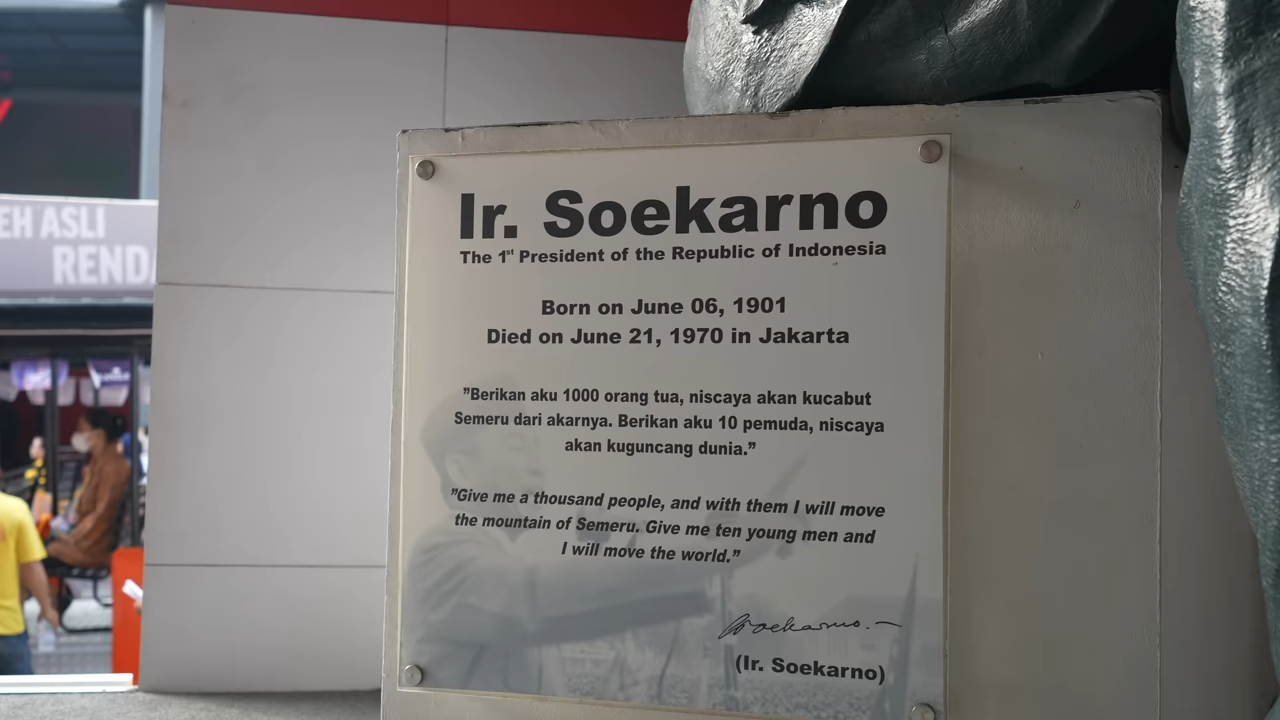 Ir. Soekarno
The 1st President of the Republic of Indonesia
Born on June 06, 1901
Died on June 21, 1970 in Jakarta
”Berikan aku 1000 orang tua, niscaya akan kucabut
Semeru dari akarnya. Berikan aku 10 pemuda, niscaya
akan kuguncang dunia.”
”Give me a thousand people, and with them I will move
the mountain of Semeru. Give me ten young men and
I will move the world.”
Soekarno.—
(Ir. Soekarno)
EH ASLI
REND